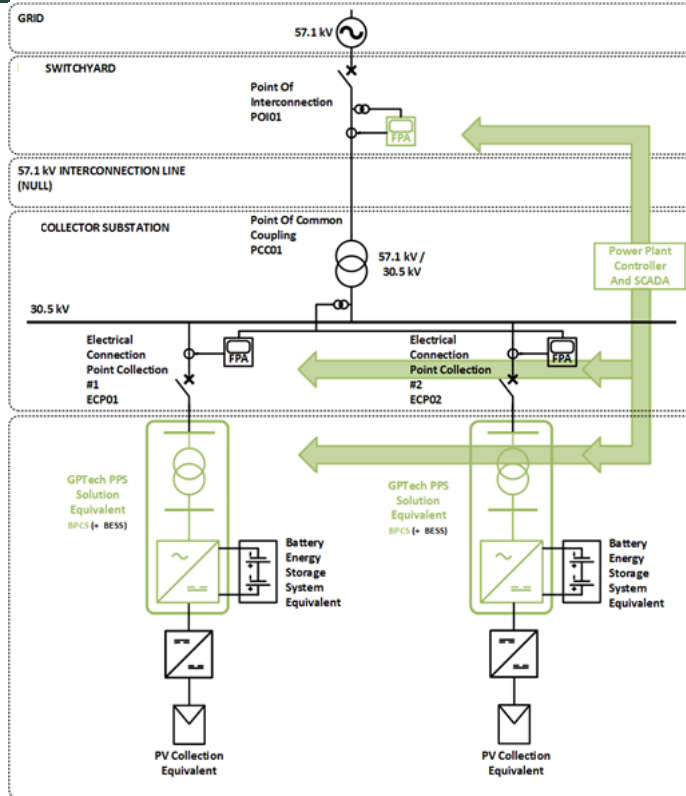 GRID
57.1 kV
SWITCHYARD
Point Of
Interconnection
POI01
FPA
57.1 kV INTERCONNECTION LINE
(NULL)
COLLECTOR SUBSTATION
Point Of Common
Coupling
PCC01
57.1 kV /
30.5 kV
Power Plant
Controller
And SCADA
30.5 kV
Electrical
Connection
Point Collection
#1
ECP01
FPA
Electrical
Connection
Point Collection
#2
ECP02
FPA
GPTech PPS
Solution
Equivalent
BPCS (+ BESS)
Battery
Energy
Storage
System
Equivalent
GPTech PPS
Solution
Equivalent
BPCS (+ BESS)
Battery
Energy
Storage
System
Equivalent
PV Collection
Equivalent
PV Collection
Equivalent